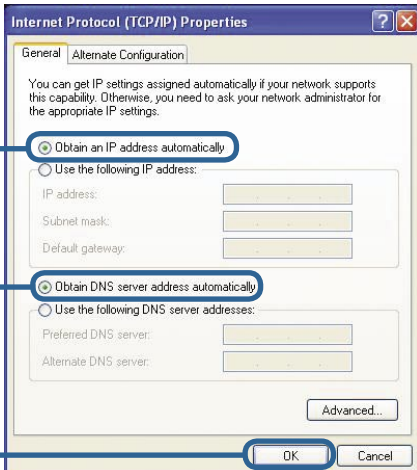 Internet Protocol (TCP/IP) Properties
General
Alternate Configuration
You can get IP settings assigned automatically if your network supports
this capability. Otherwise, you need to ask your network administrator for
the appropriate IP settings.
Obtain an IP address automatically
Use the following IP address:
IP address:
Subnet mask:
Default gateway:
Obtain DNS server address automatically
Use the following DNS server addresses:
Preferred DNS server:
Alternate DNS server:
Advanced...
OK
Cancel